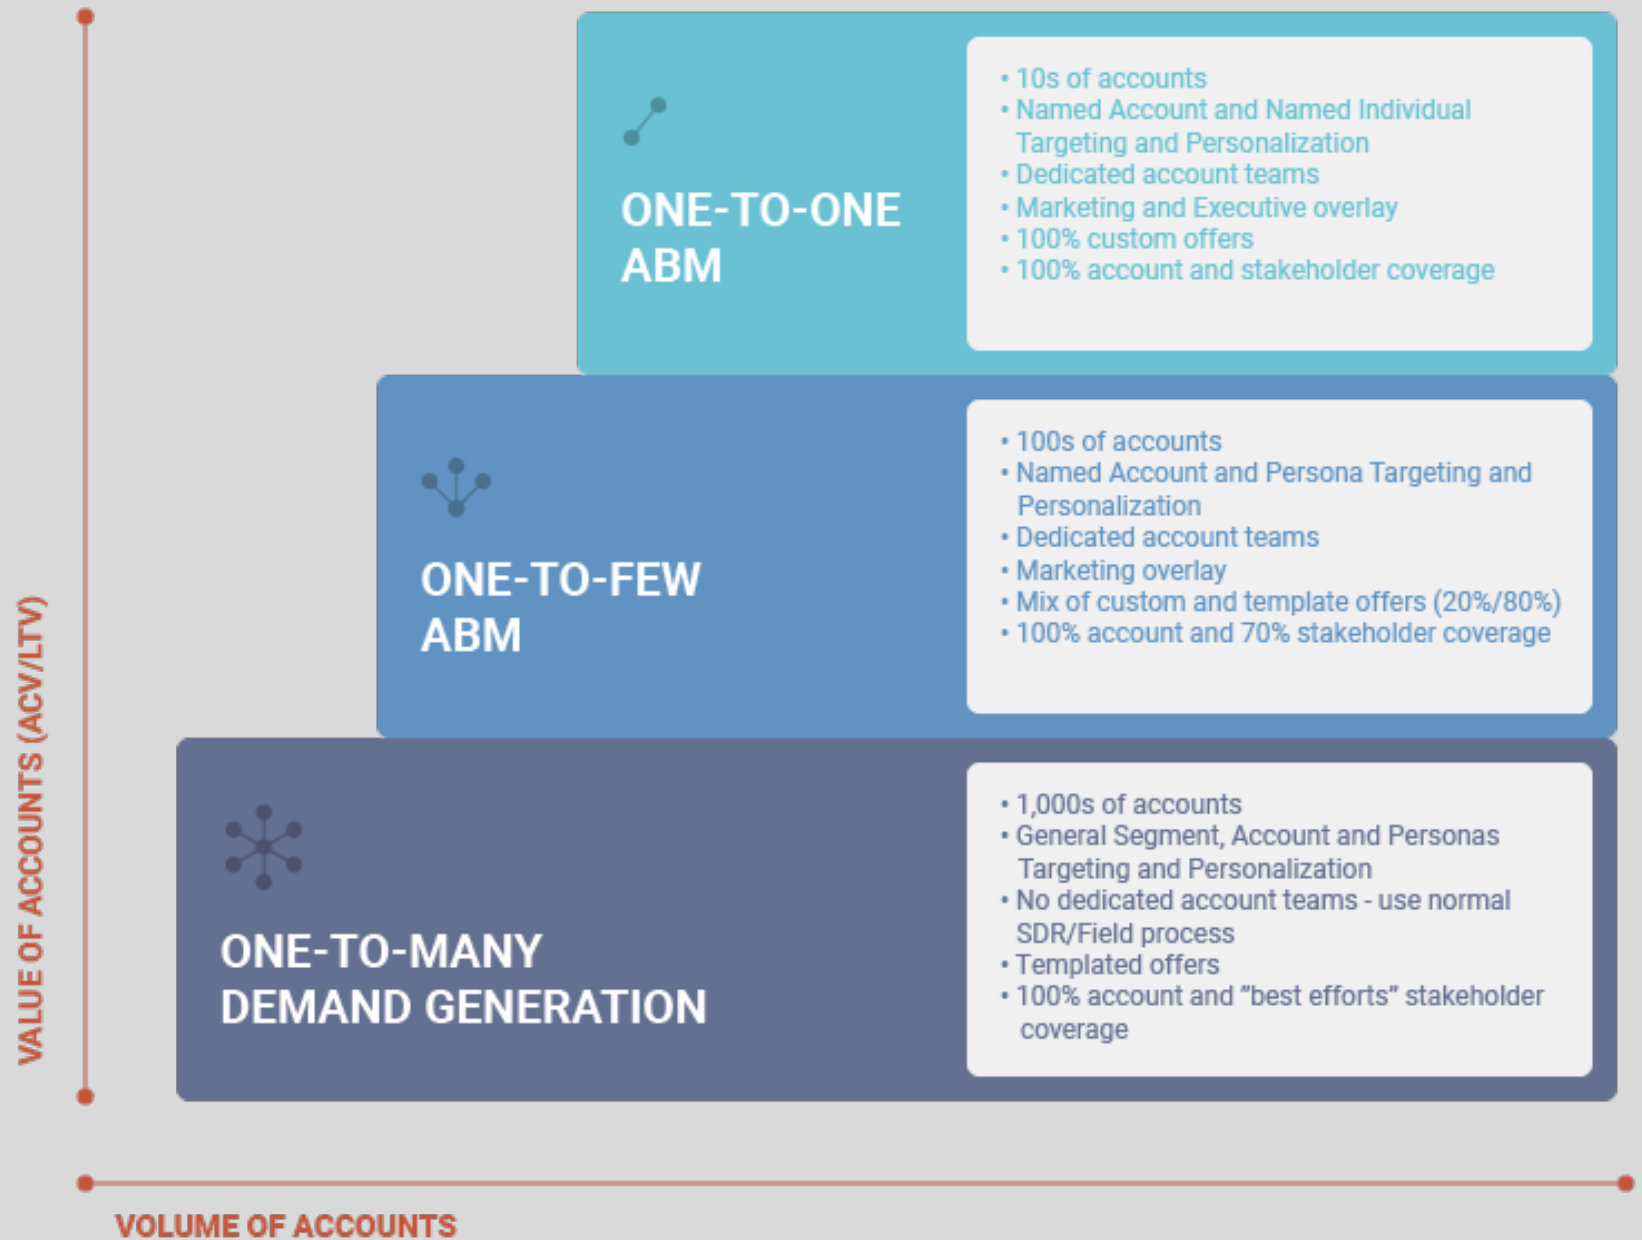 • 10s of accounts
• Named Account and Named Individual
Targeting and Personalization
• Dedicated account teams
• Marketing and Executive overlay
• 100% custom offers
• 100% account and stakeholder coverage
ONE-TO-ONE
ABM
• 100s of accounts
• Named Account and Persona Targeting and
Personalization
• Dedicated account teams
• Marketing overlay
• Mix of custom and template offers (20%/80%)
• 100% account and 70% stakeholder coverage
ONE-TO-FEW
ABM
• 1,000s of accounts
• General Segment, Account and Personas
Targeting and Personalization
• No dedicated account teams - use normal
SDR/Field process
• Templated offers
• 100% account and ”best efforts” stakeholder
coverage
ONE-TO-MANY
DEMAND GENERATION
VALUE OF ACCOUNTS (ACV/LTV)
VOLUME OF ACCOUNTS